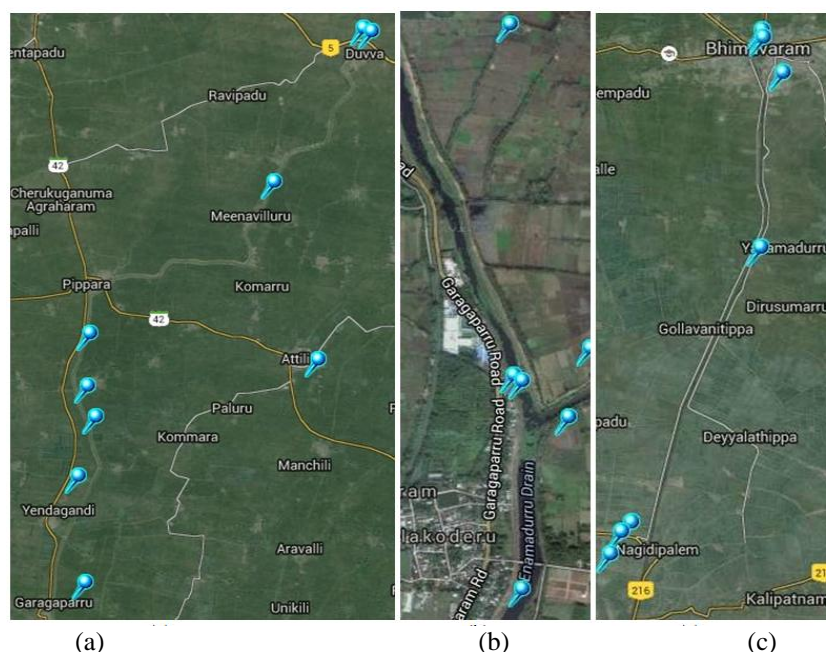 entapadu
5
Duvva
Ravipadu
42
Cherukuganuma
Agraharam
apalli
Meenavilluru
Pippara
Komarru
42
Attili
Paluru
Kommara
Manchili
Yendagandi
Aravalli
Garagaparru
Unikili
Garagaparru Road
Garagaparru Road
Enamadurru Drain
lakoderu
Bhimavaram
empadu
alle
Dirusumarru
Gollavanitippa
padu
Deyyalathippa
Nagidipalem
216
Kalipatnam
(a)
(b)
(c)